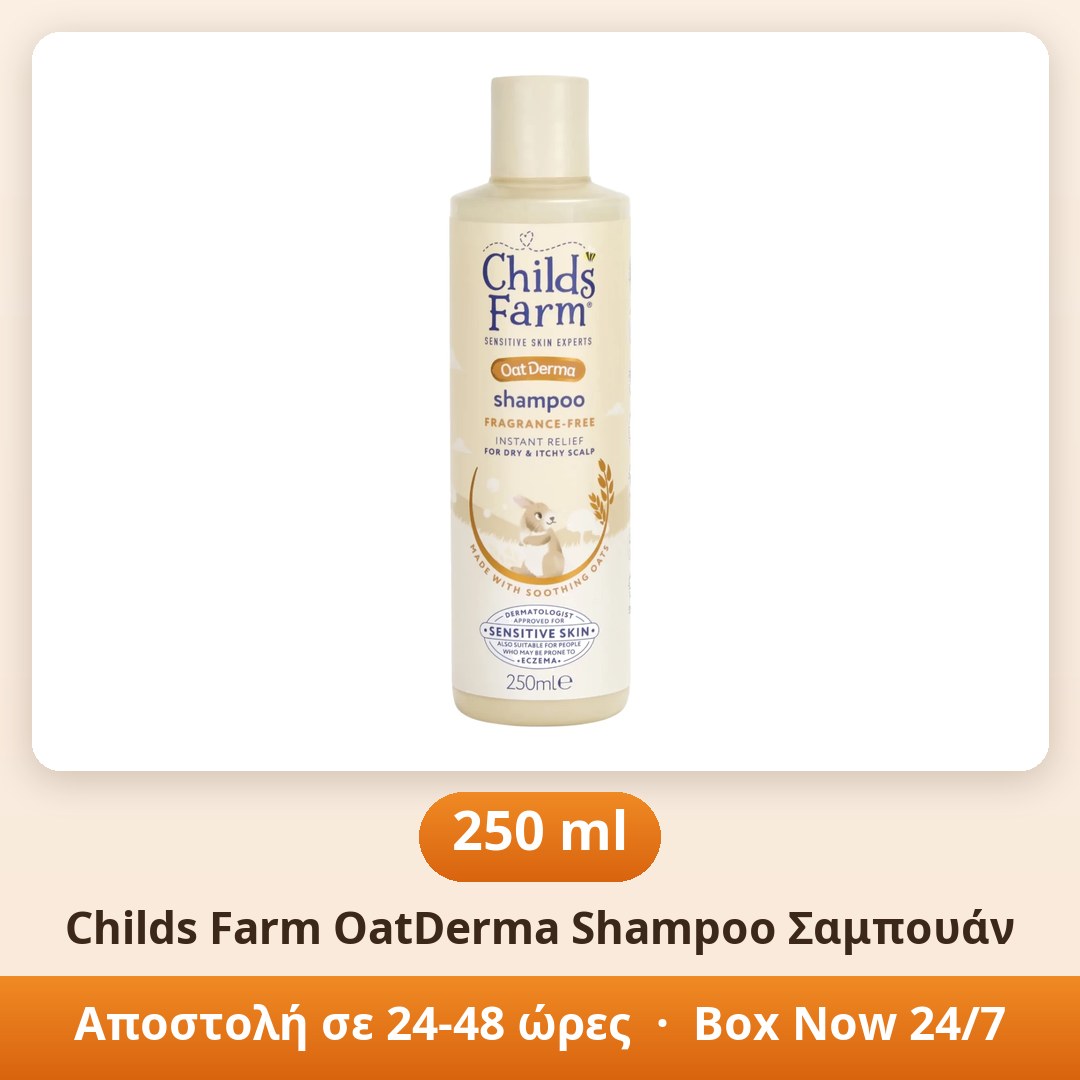 Childs
Farm®
SENSITIVE SKIN EXPERTS
OatDerma
shampoo
FRAGRANCE-FREE
INSTANT RELIEF
FOR DRY & ITCHY SCALP
MADE WITH SOOTHING OATS
DERMATOLOGIST
APPROVED FOR
•SENSITIVE SKIN•
ALSO SUITABLE FOR PEOPLE
WHO MAY BE PRONE TO
•ECZEMA•
250ml℮
250 ml
Childs Farm OatDerma Shampoo Σαμπουάν
Αποστολή σε 24-48 ώρες · Box Now 24/7